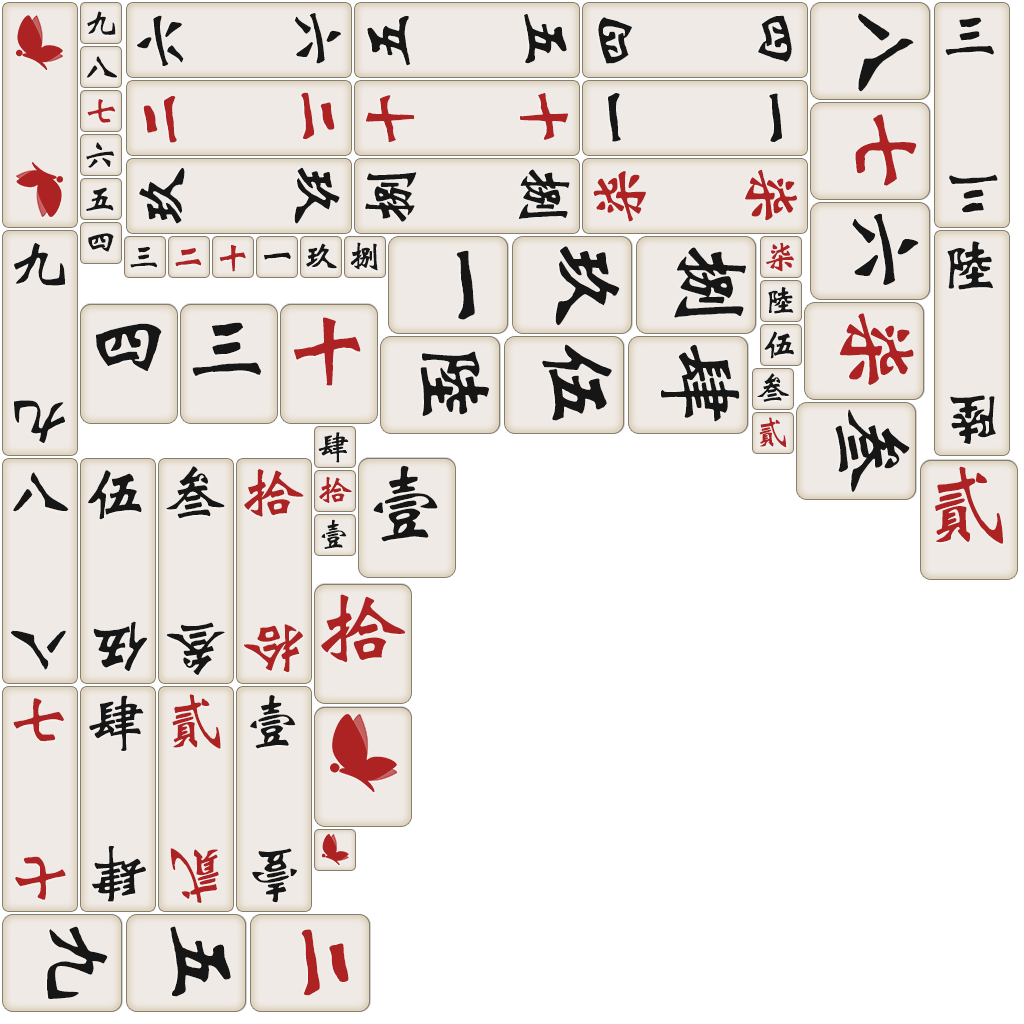 九
八
七
六
五
四
六 六
五 五
四 四
八
三
三
二 二
十 十
一 一
七
玖 玖
捌 捌
柒 柒
六
九
九
三
二
十
一
玖
捌
一
玖
捌
柒
陸
伍
叁
貳
陸
陸
柒
四
三
十
陸
伍
肆
叁
肆
拾
壹
壹
貳
八
八
伍
伍
叁
叁
拾
拾
拾
七
七
肆
肆
貳
貳
壹
壹
九
五
二